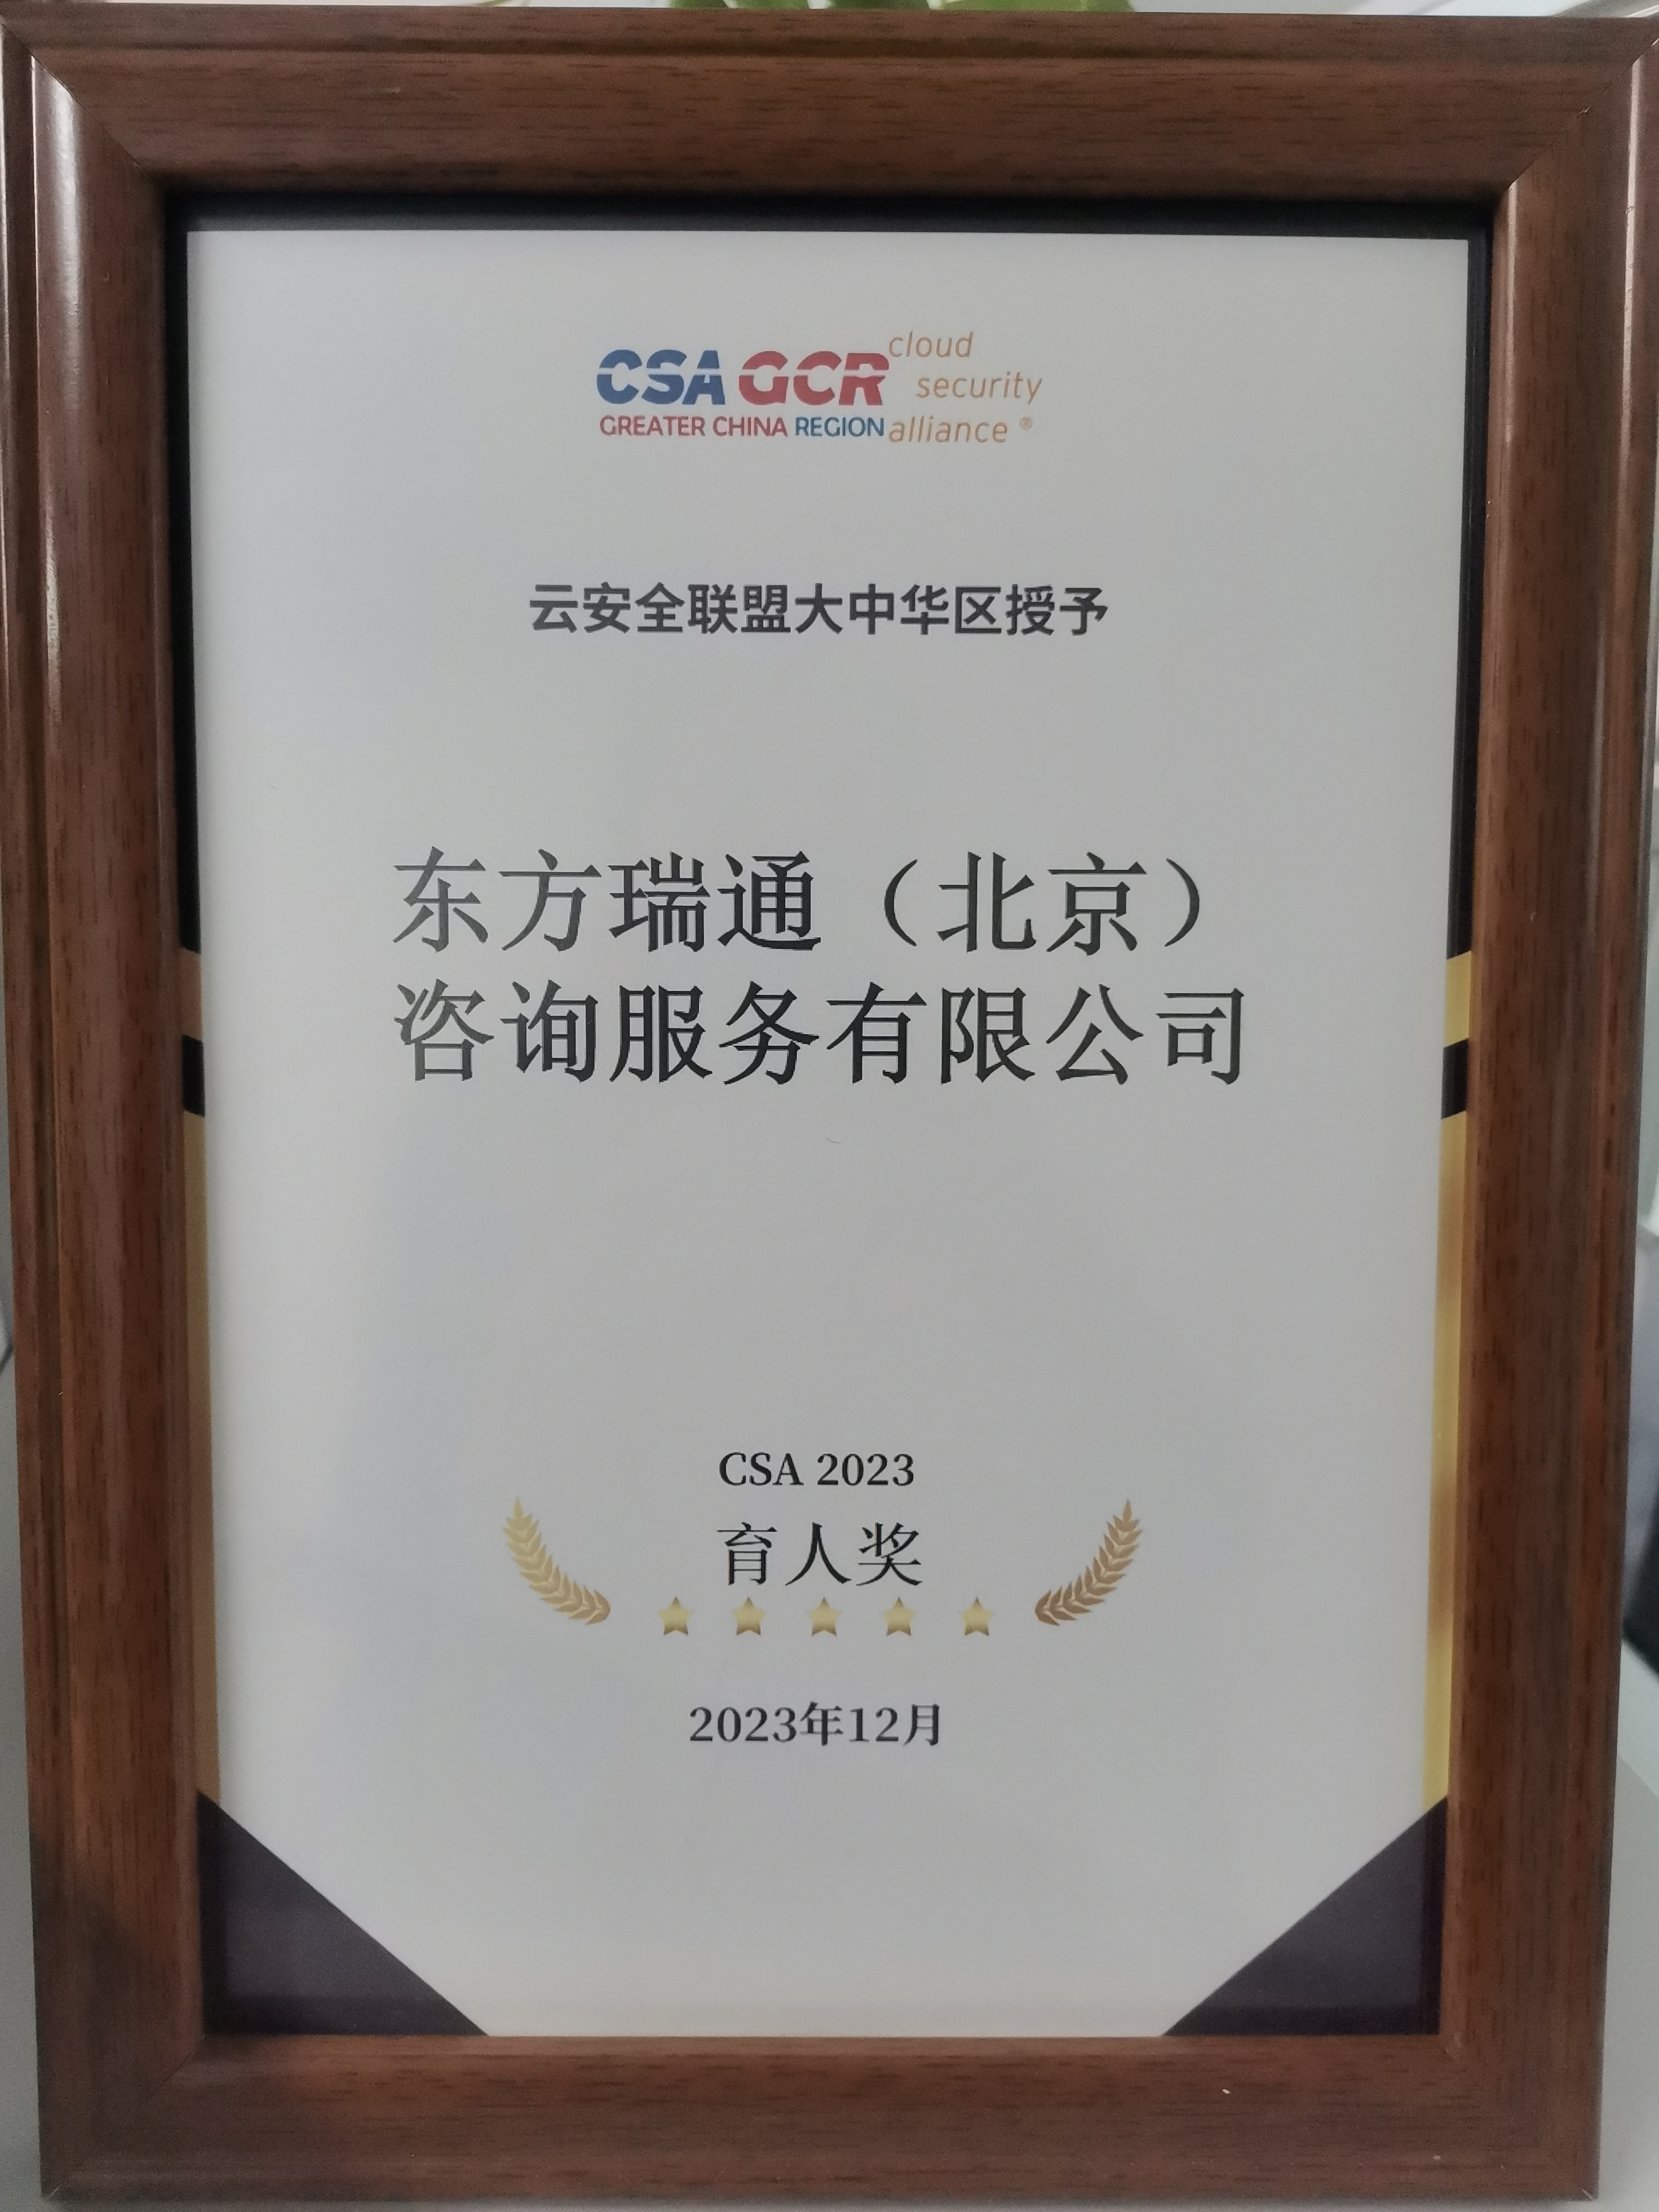 CSA GCR cloud
security
GREATER CHINA REGION alliance ®
云安全联盟大中华区授予
东方瑞通（北京）
咨询服务有限公司
CSA 2023
育人奖
2023年12月